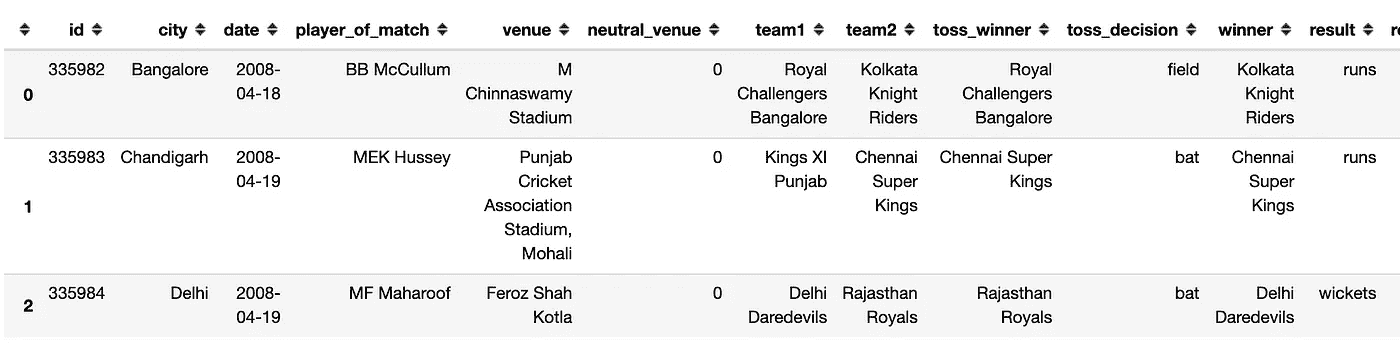 id city date player_of_match venue neutral_venue team1 team2 toss_winner toss_decision winner result
335982 Bangalore 2008- BB McCullum M 0 Royal Kolkata Royal field Kolkata runs
0 04-18 Chinnaswamy Challengers Knight Challengers Knight
Stadium Bangalore Riders Bangalore Riders
335983 Chandigarh 2008- MEK Hussey Punjab 0 Kings XI Chennai Chennai Super bat Chennai runs
04-19 Cricket Punjab Super Kings Super
1 Association Kings Kings
Stadium,
Mohali
335984 Delhi 2008- MF Maharoof Feroz Shah 0 Delhi Rajasthan Rajasthan bat Delhi wickets
2 04-19 Kotla Daredevils Royals Royals Daredevils